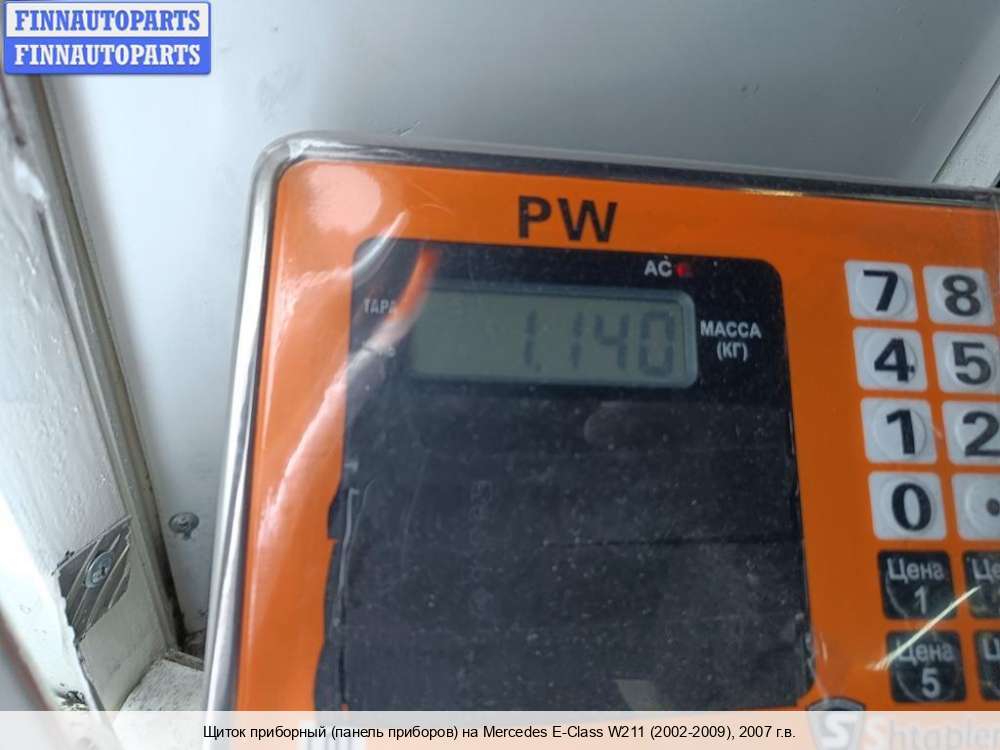 FINNAUTOPARTS
FINNAUTOPARTS
PW
AC
ТАРА
1.140
МАССА
(КГ)
7 8
4 5
1 2
0 .
Цена
1
Цена
5
Shtabler
Щиток приборный (панель приборов) на Mercedes E-Class W211 (2002-2009), 2007 г.в.